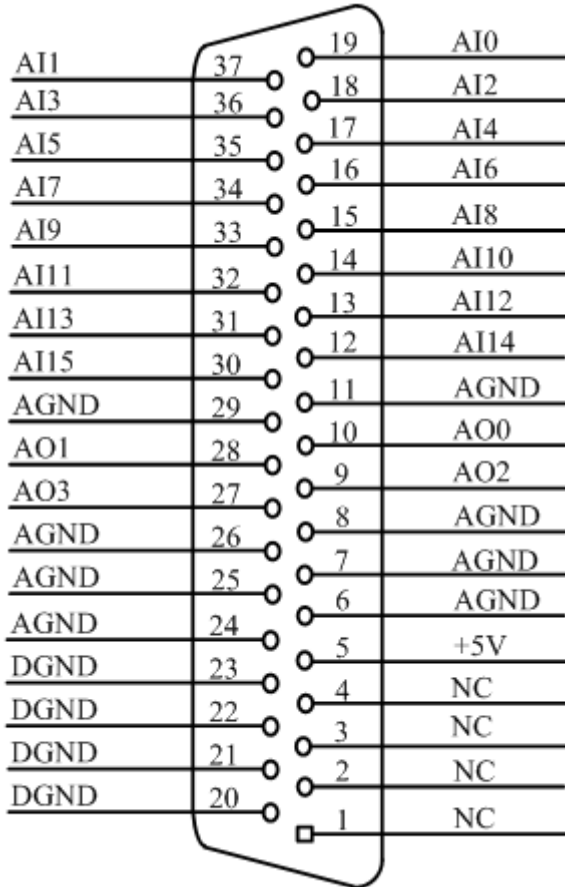 19 AI0
AI1 37
18 AI2
AI3 36
17 AI4
AI5 35
16 AI6
AI7 34
15 AI8
AI9 33
14 AI10
AI11 32
13 AI12
AI13 31
12 AI14
AI15 30
11 AGND
AGND 29
10 AO0
AO1 28
9 AO2
AO3 27
8 AGND
AGND 26
7 AGND
AGND 25
6 AGND
AGND 24
5 +5V
DGND 23
4 NC
DGND 22
3 NC
DGND 21
2 NC
DGND 20
1 NC